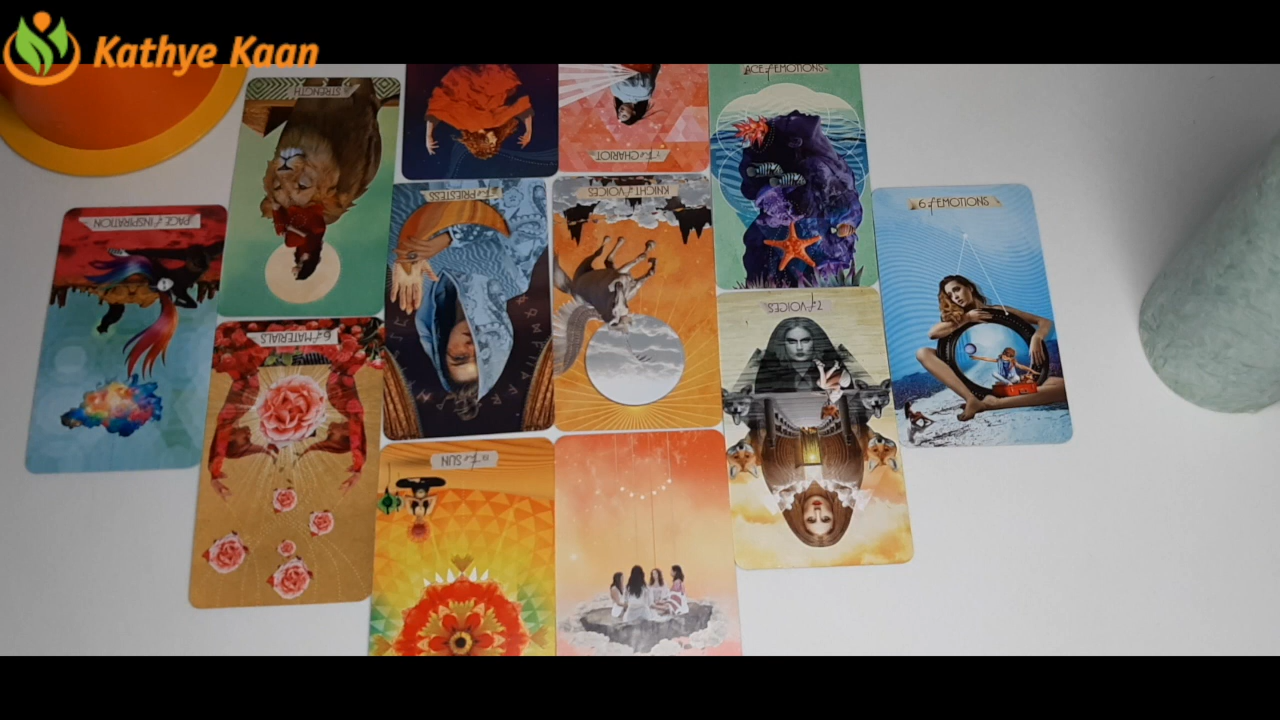 Kathye Kaan
ACE of EMOTIONS
STRENGTH
The CHARIOT
The PRIESTESS
KNIGHT of VOICES
6 of EMOTIONS
PAGE of INSPIRATION
7 of VOICES
6 of MATERIALS
The SUN